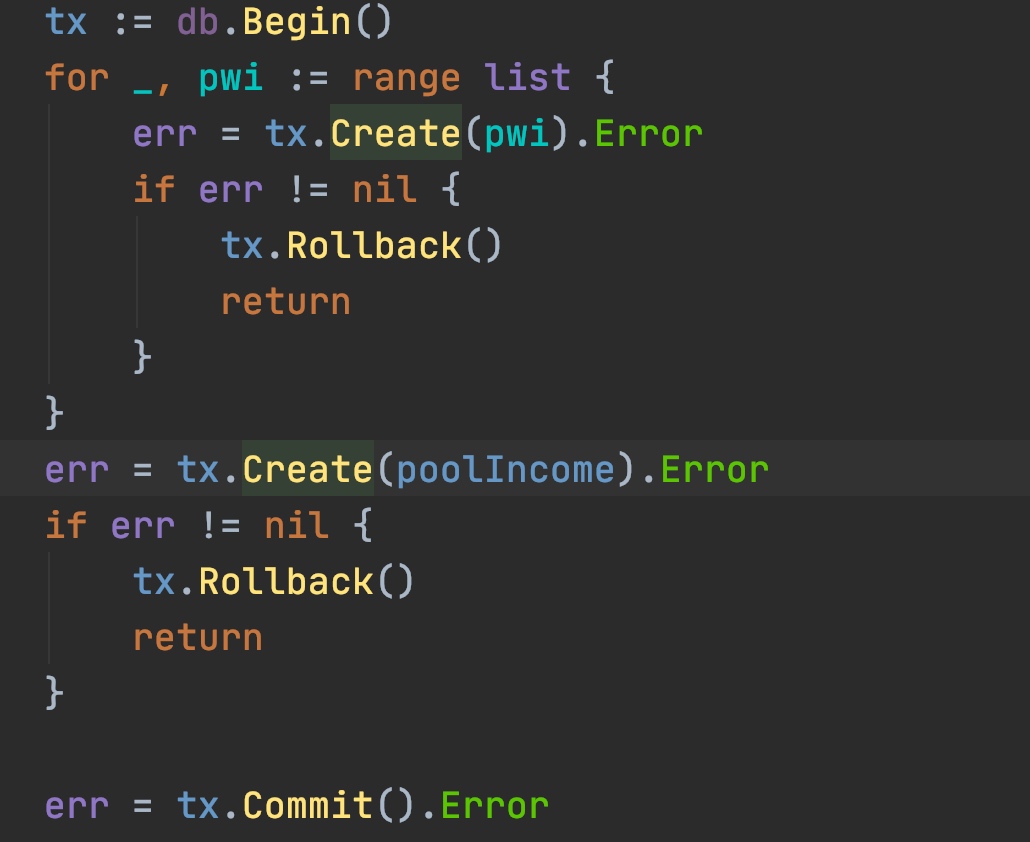 tx := db.Begin()
for _, pwi := range list {
    err = tx.Create(pwi).Error
    if err != nil {
        tx.Rollback()
        return
    }
}
err = tx.Create(poolIncome).Error
if err != nil {
    tx.Rollback()
    return
}
err = tx.Commit().Error